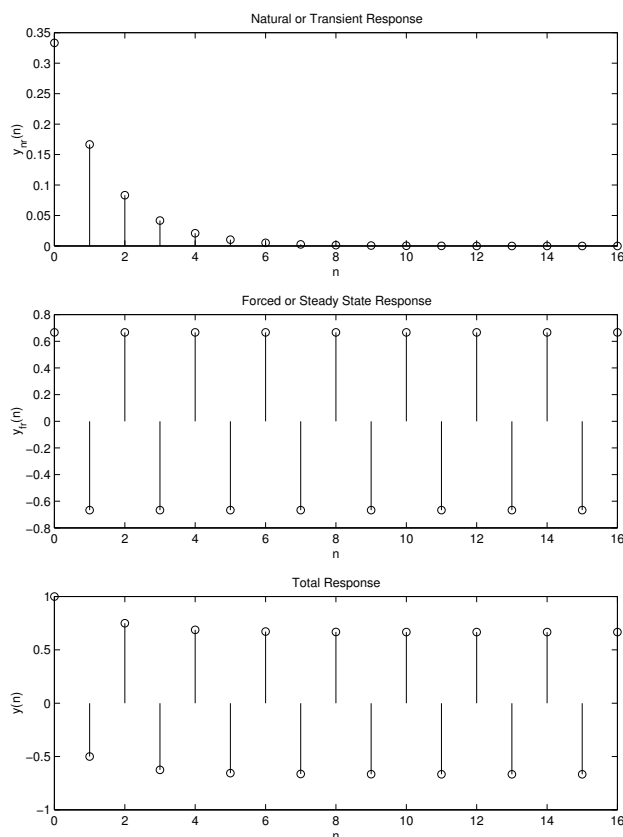 Natural or Transient Response
0.35
0.3
0.25
0.2
0.15
0.1
0.05
0
y_nr(n)
0 2 4 6 8 10 12 14 16
n
Forced or Steady State Response
0.8
0.6
0.4
0.2
0
−0.2
−0.4
−0.6
−0.8
y_fr(n)
0 2 4 6 8 10 12 14 16
n
Total Response
1
0.5
0
−0.5
−1
y(n)
0 2 4 6 8 10 12 14 16
n